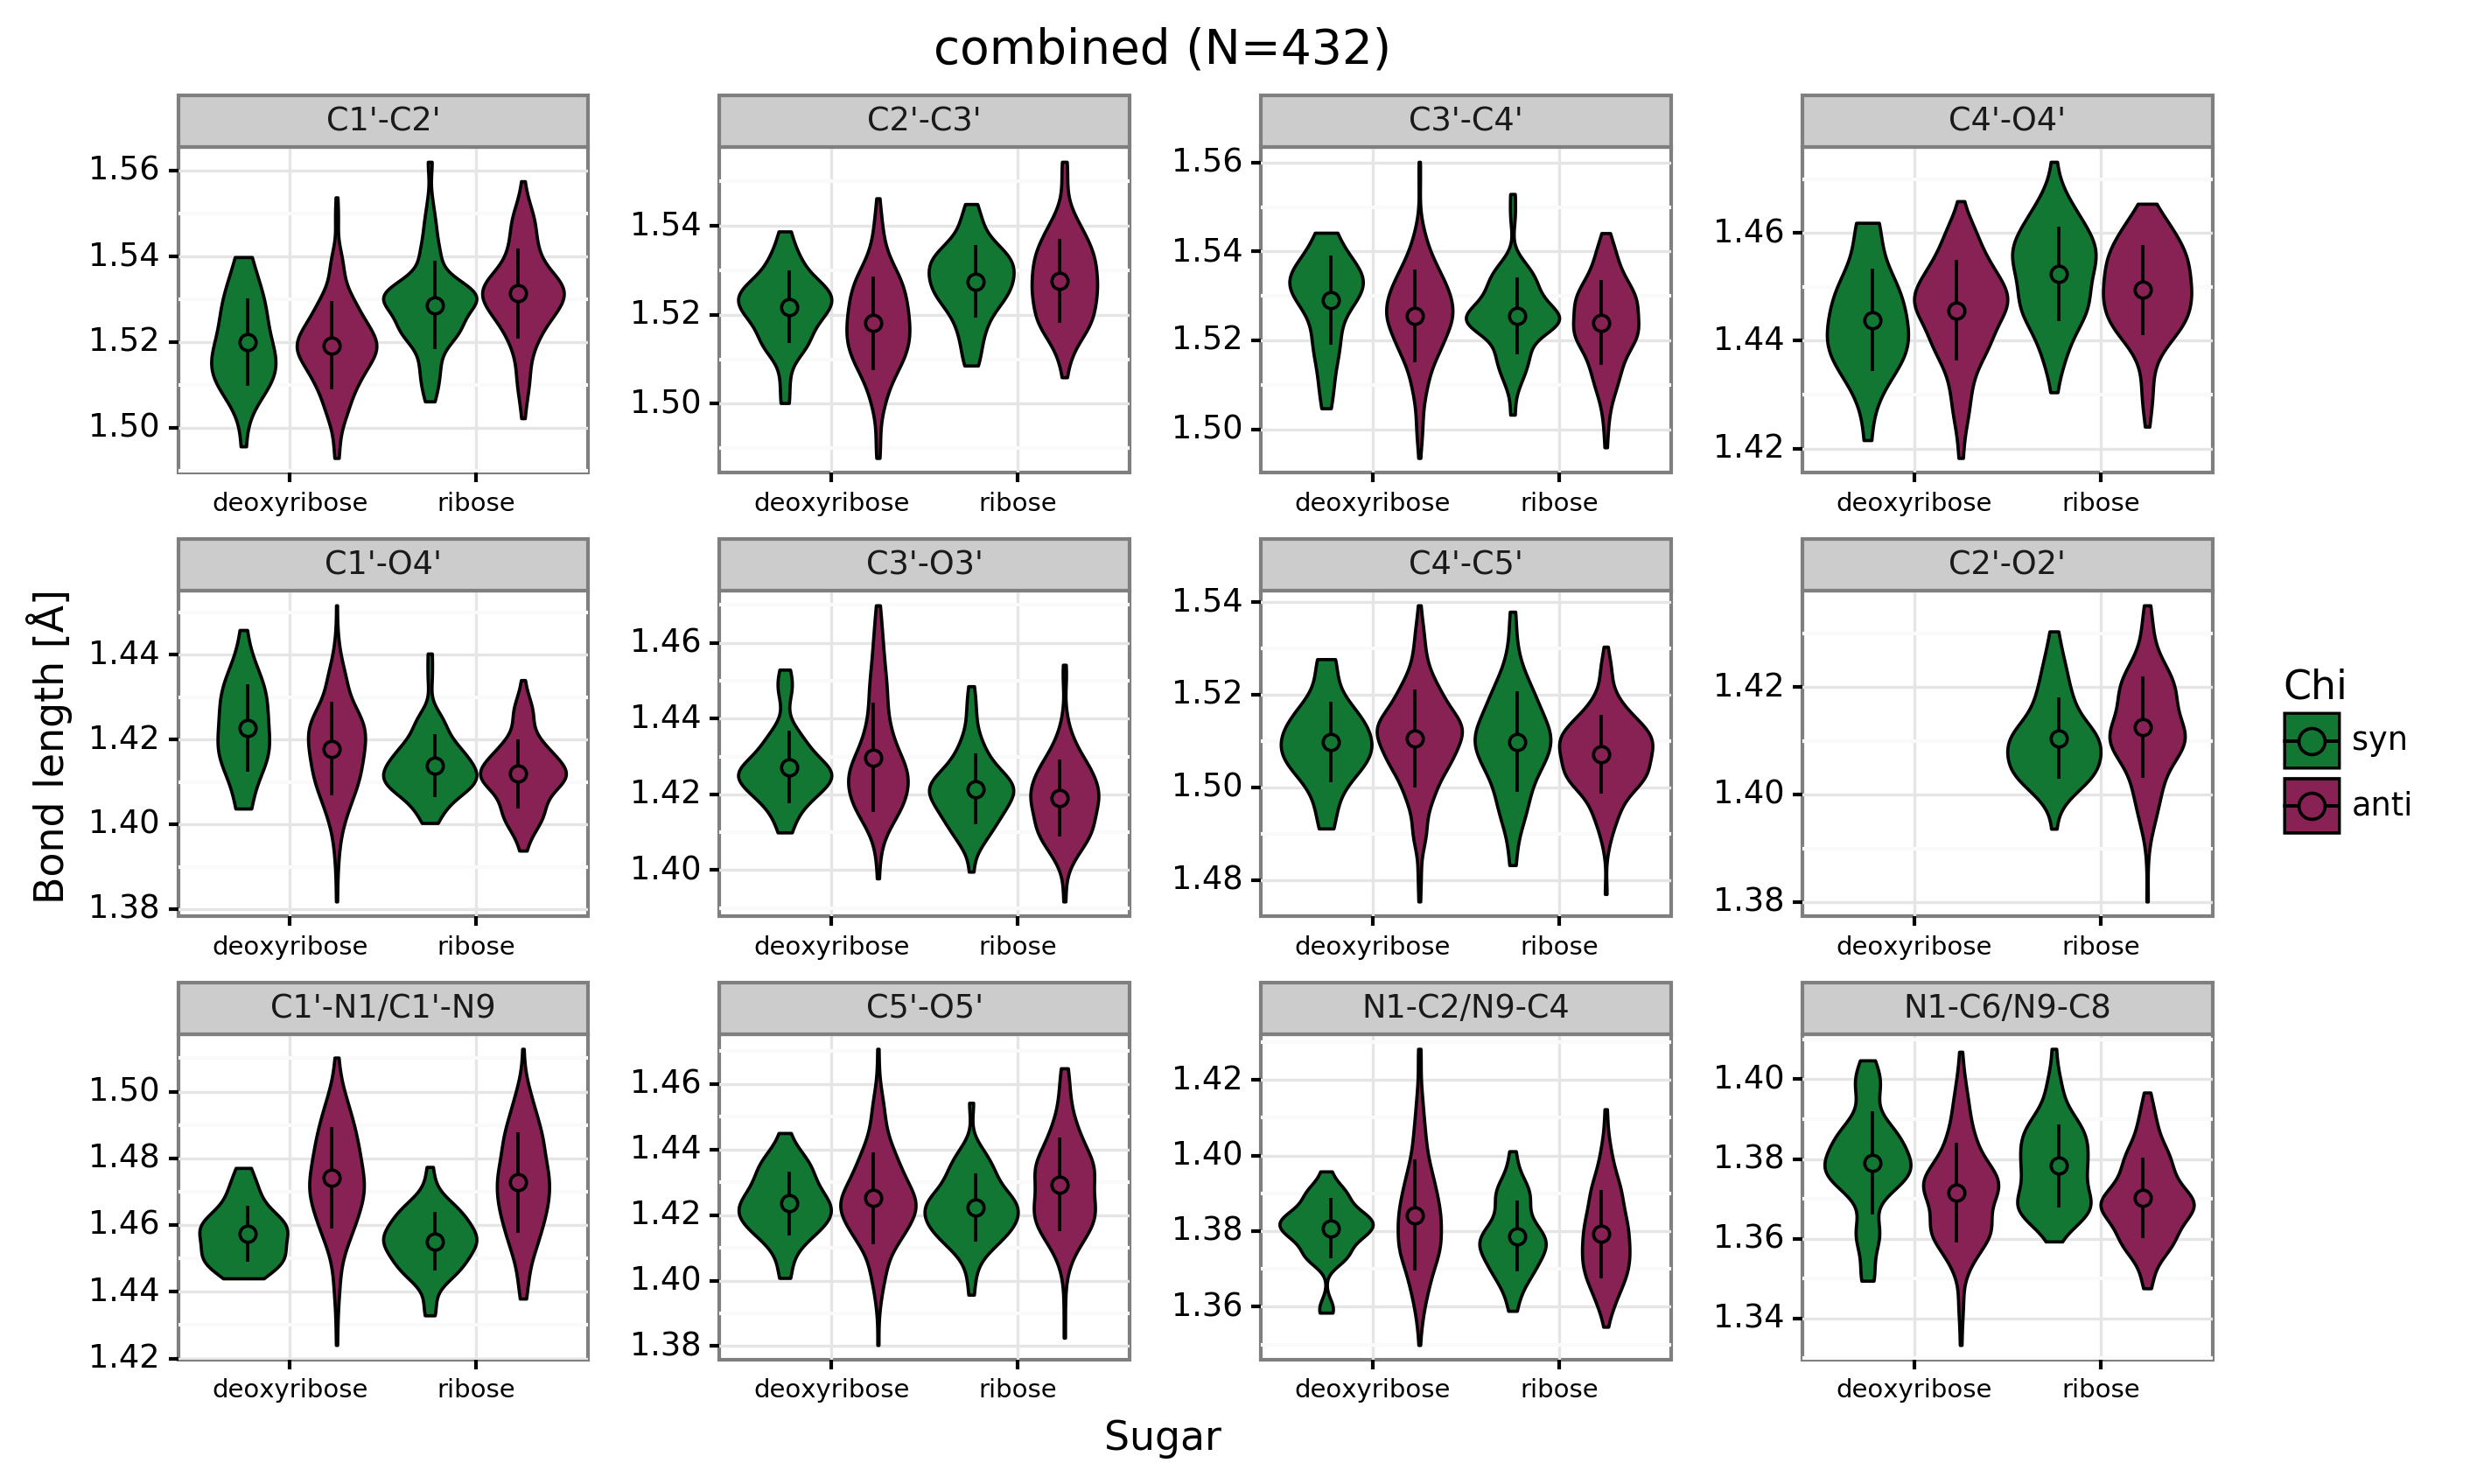 combined (N=432)
C1'-C2'
C2'-C3'
C3'-C4'
C4'-O4'
1.56
1.54
1.52
1.50
1.54
1.52
1.50
1.56
1.54
1.52
1.50
1.46
1.44
1.42
deoxyribose ribose
deoxyribose ribose
deoxyribose ribose
deoxyribose ribose
C1'-O4'
C3'-O3'
C4'-C5'
C2'-O2'
1.44
1.42
1.40
1.38
1.46
1.44
1.42
1.40
1.54
1.52
1.50
1.48
1.42
1.40
1.38
deoxyribose ribose
deoxyribose ribose
deoxyribose ribose
deoxyribose ribose
C1'-N1/C1'-N9
C5'-O5'
N1-C2/N9-C4
N1-C6/N9-C8
1.50
1.48
1.46
1.44
1.42
1.46
1.44
1.42
1.40
1.38
1.42
1.40
1.38
1.36
1.40
1.38
1.36
1.34
deoxyribose ribose
deoxyribose ribose
deoxyribose ribose
deoxyribose ribose
Bond length [Å]
Sugar
Chi
syn
anti